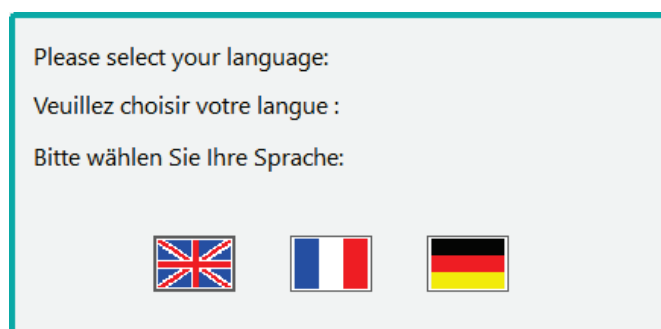 Please select your language:
Veuillez choisir votre langue :
Bitte wählen Sie Ihre Sprache: